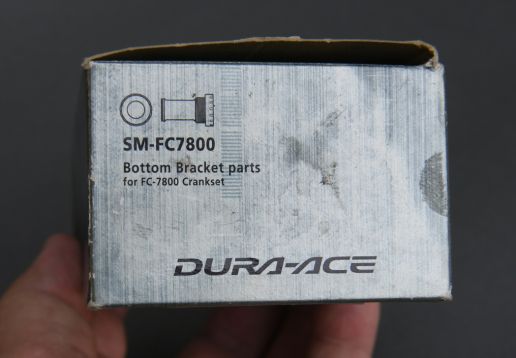 SM-FC7800
Bottom Bracket parts
for FC-7800 Crankset
DURA-ACE